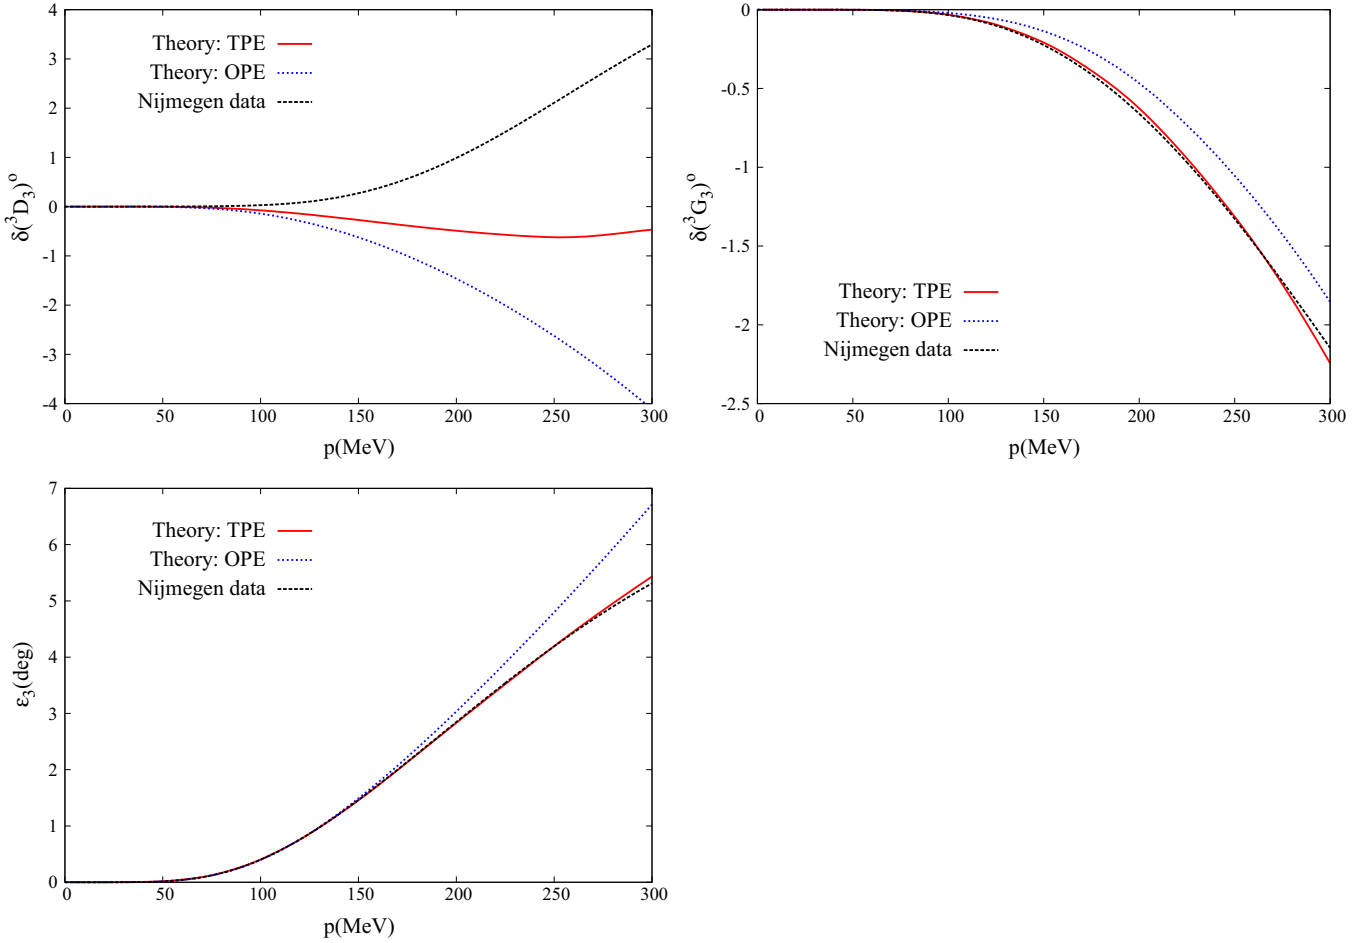 4
3
2
1
0
-1
-2
-3
-4
δ(³D₃)º
Theory: TPE
Theory: OPE
Nijmegen data
0 50 100 150 200 250 300
p(MeV)
0
-0.5
-1
-1.5
-2
-2.5
δ(³G₃)º
Theory: TPE
Theory: OPE
Nijmegen data
0 50 100 150 200 250 300
p(MeV)
7
6
5
4
3
2
1
0
ε₃(deg)
Theory: TPE
Theory: OPE
Nijmegen data
0 50 100 150 200 250 300
p(MeV)